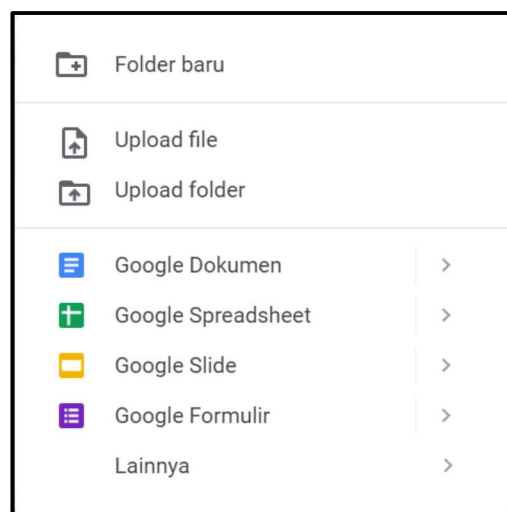 Folder baru
Upload file
Upload folder
Google Dokumen
Google Spreadsheet
Google Slide
Google Formulir
Lainnya